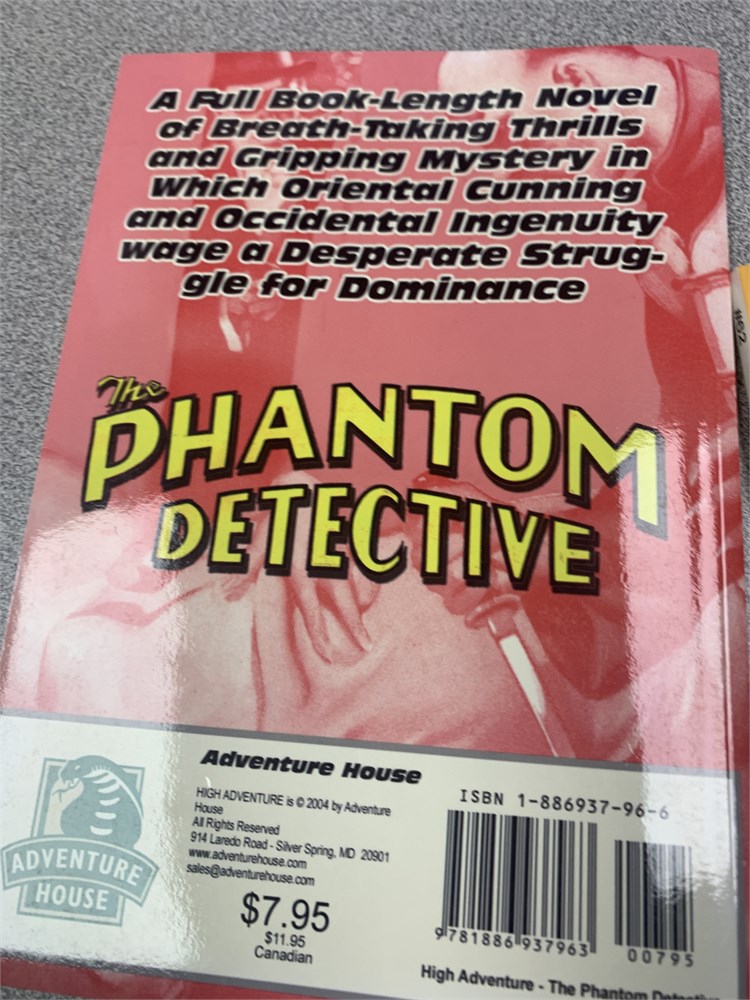 A Full Book-Length Novel
of Breath-Taking Thrills
and Gripping Mystery in
Which Oriental Cunning
and Occidental Ingenuity
wage a Desperate Strug-
gle for Dominance
The
PHANTOM
DETECTIVE
Adventure House
HIGH ADVENTURE is © 2004 by Adventure
House
All Rights Reserved
914 Laredo Road - Silver Spring, MD 20901
www.adventurehouse.com
sales@adventurehouse.com
$7.95
$11.95
Canadian
ADVENTURE
HOUSE
ISBN 1-886937-96-6
9 781886 937963
00795
High Adventure - The Phantom Detective